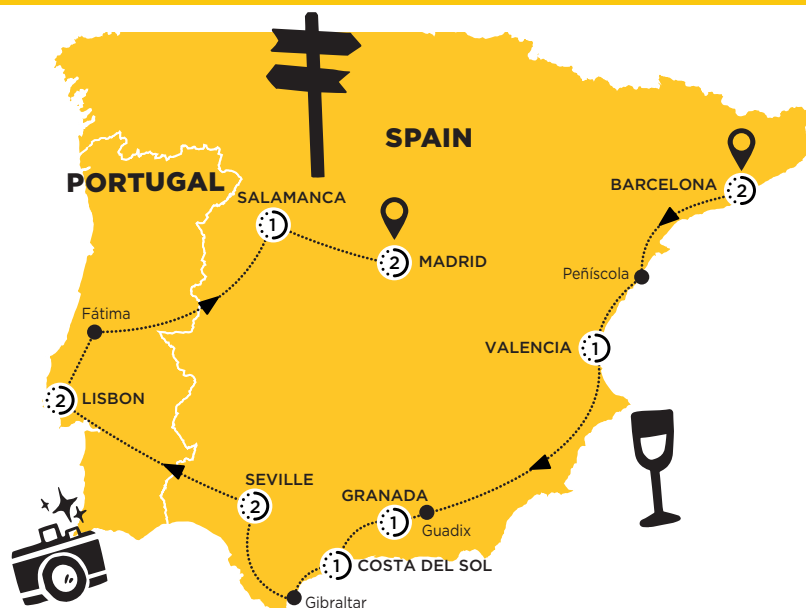 SPAIN
PORTUGAL
BARCELONA
2
SALAMANCA
1
2
MADRID
Peñíscola
Fátima
VALENCIA
1
2
LISBON
SEVILLE
2
GRANADA
1
Guadix
1
COSTA DEL SOL
Gibraltar